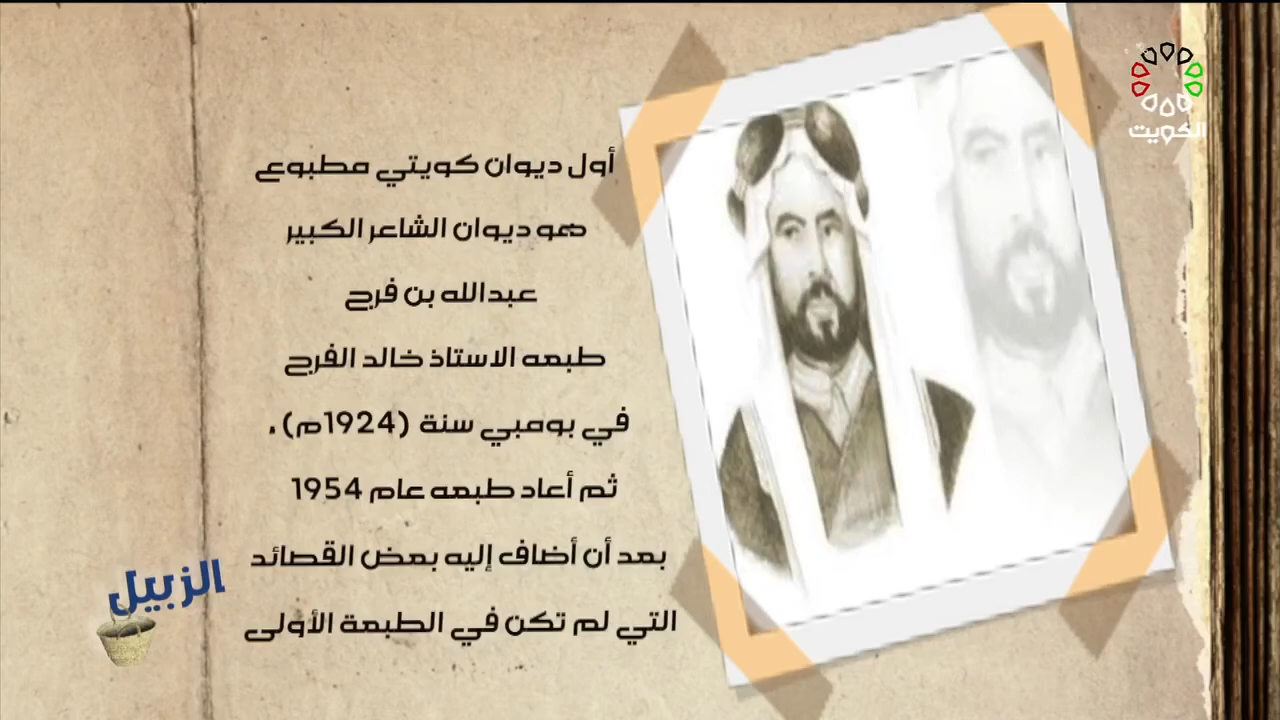 الكويت
أول ديوان كويتي مطبوع
هو ديوان الشاعر الكبير
عبدالله بن فرج
طبعه الاستاذ خالد الفرج
في بومبي سنة (1924م) .
ثم أعاد طبعه عام 1954
بعد أن أضاف إليه بعض القصائد
التي لم تكن في الطبعة الأولى
الزبيل